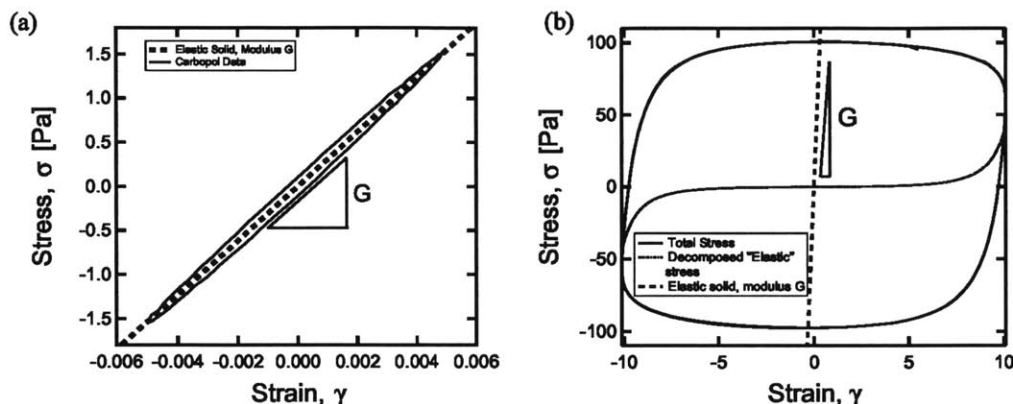 (a)
1.5
1.0
0.5
0.0
-0.5
-1.0
-1.5
Stress, σ [Pa]
Elastic Solid, Modulus G
Carbopol Data
G
-0.006
-0.004
-0.002
0.000
0.002
0.004
0.006
Strain, γ
(b)
100
50
0
-50
-100
Stress, σ [Pa]
G
Total Stress
Decomposed "Elastic"
stress
Elastic solid, modulus G
-10
-5
0
5
10
Strain, γ